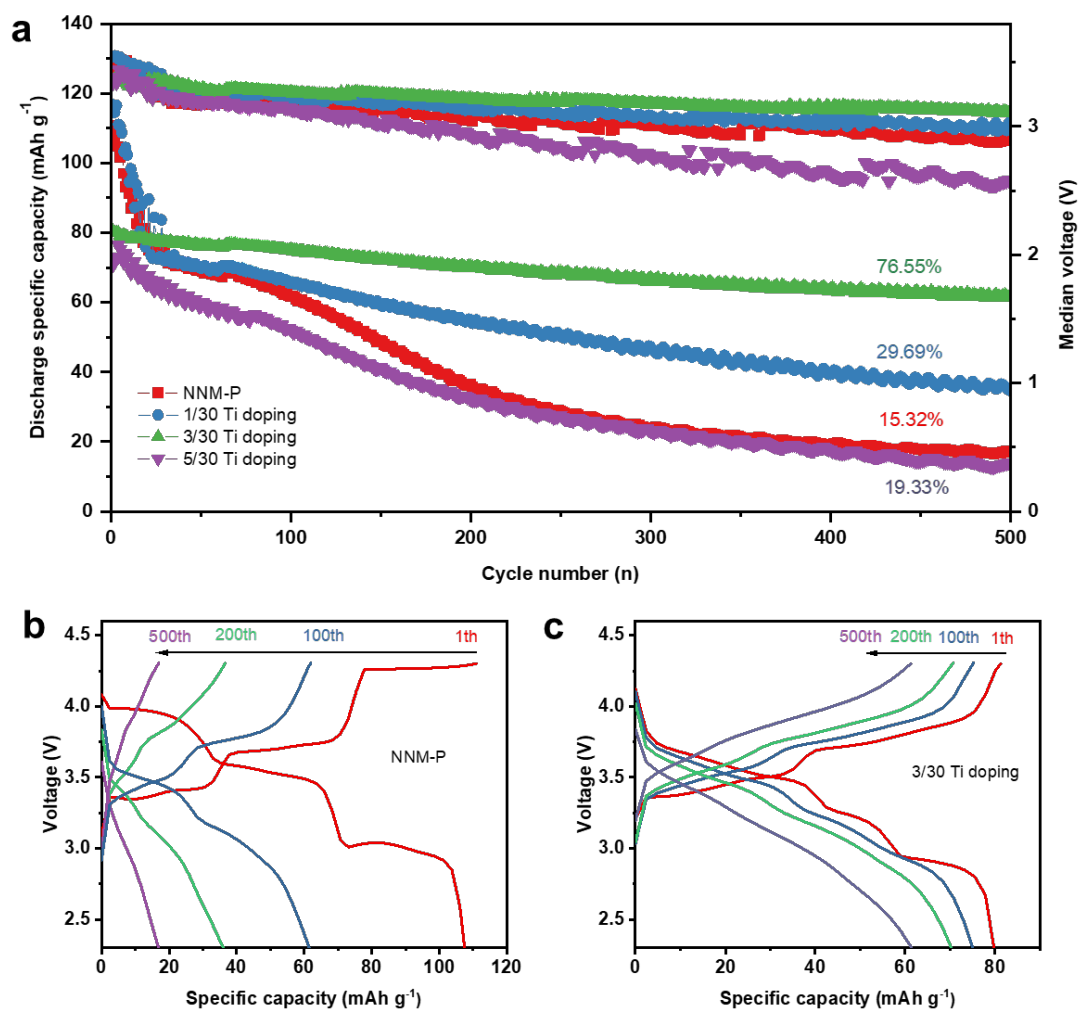 a
Discharge specific capacity (mAh g⁻¹)
140
120
100
80
60
40
20
0
0
100
200
300
400
500
Cycle number (n)
3
2
1
0
Median voltage (V)
76.55%
29.69%
15.32%
19.33%
NNM-P
1/30 Ti doping
3/30 Ti doping
5/30 Ti doping
b
Voltage (V)
4.5
4.0
3.5
3.0
2.5
0
20
40
60
80
100
120
Specific capacity (mAh g⁻¹)
500th
200th
100th
1th
NNM-P
c
Voltage (V)
4.5
4.0
3.5
3.0
2.5
0
20
40
60
80
Specific capacity (mAh g⁻¹)
500th
200th
100th
1th
3/30 Ti doping